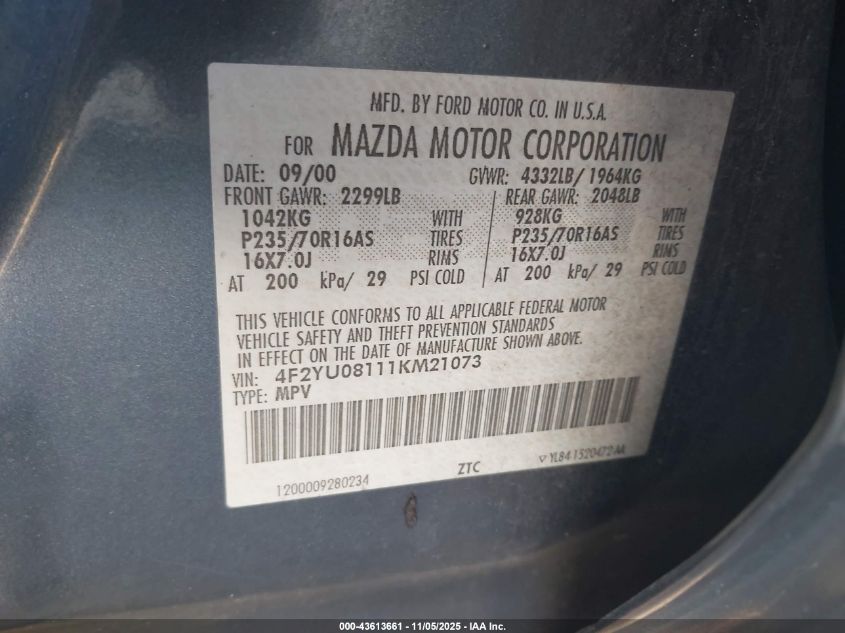 MFD. BY FORD MOTOR CO. IN U.S.A.
FOR MAZDA MOTOR CORPORATION
DATE: 09/00 GVWR: 4332LB/ 1964KG
FRONT GAWR: 2299LB REAR GAWR: 2048LB
1042KG WITH 928KG WITH
P235/70R16AS TIRES P235/70R16AS TIRES
16X7.0J RIMS 16X7.0J RIMS
AT 200 kPa/ 29 PSI COLD AT 200 kPa/ 29 PSI COLD
THIS VEHICLE CONFORMS TO ALL APPLICABLE FEDERAL MOTOR
VEHICLE SAFETY AND THEFT PREVENTION STANDARDS
IN EFFECT ON THE DATE OF MANUFACTURE SHOWN ABOVE.
VIN: 4F2YU08111KM21073
TYPE: MPV
1200009280234 ZTC ▽ YL84 1520472 AA
000-43613661 - 11/05/2025 - IAA Inc.